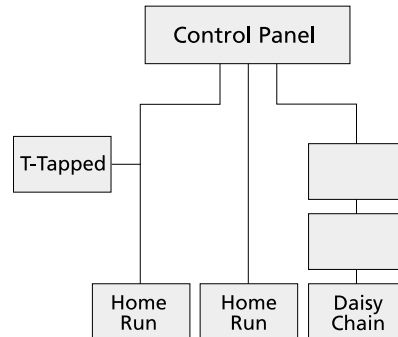 Control Panel
T-Tapped
Home
Run
Home
Run
Daisy
Chain